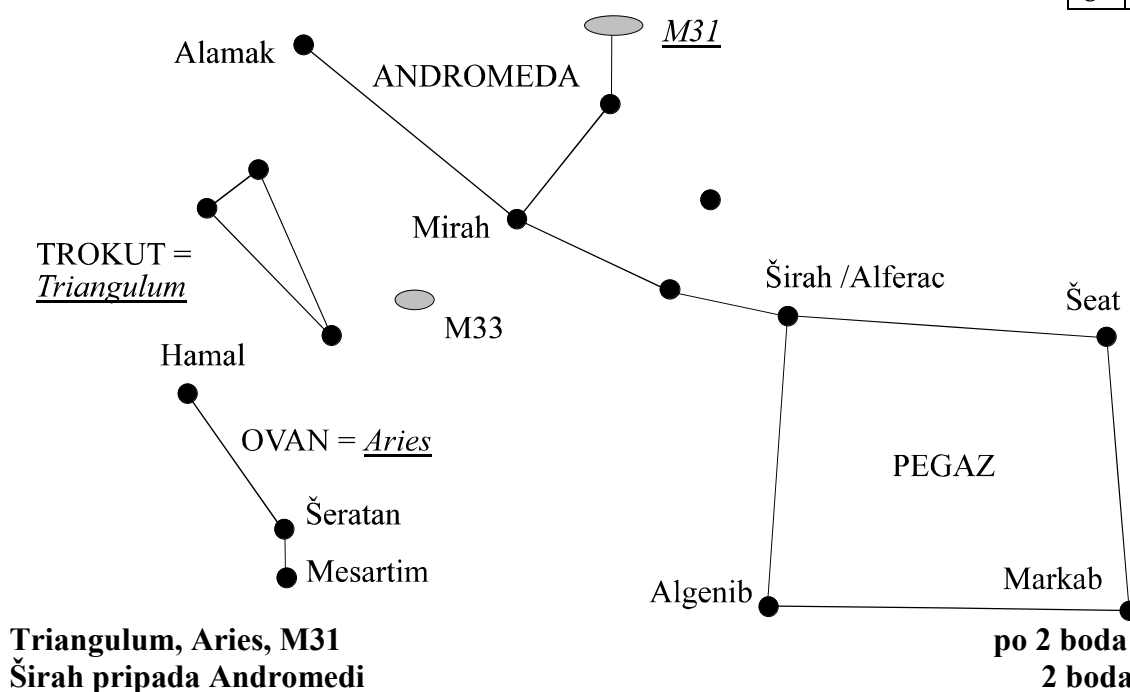 M31
Alamak
ANDROMEDA
Mirah
TROKUT =
Triangulum
Širah /Alferac
Šeat
M33
Hamal
OVAN = Aries
PEGAZ
Šeratan
Mesartim
Algenib
Markab
Triangulum, Aries, M31 po 2 boda
Širah pripada Andromedi 2 boda